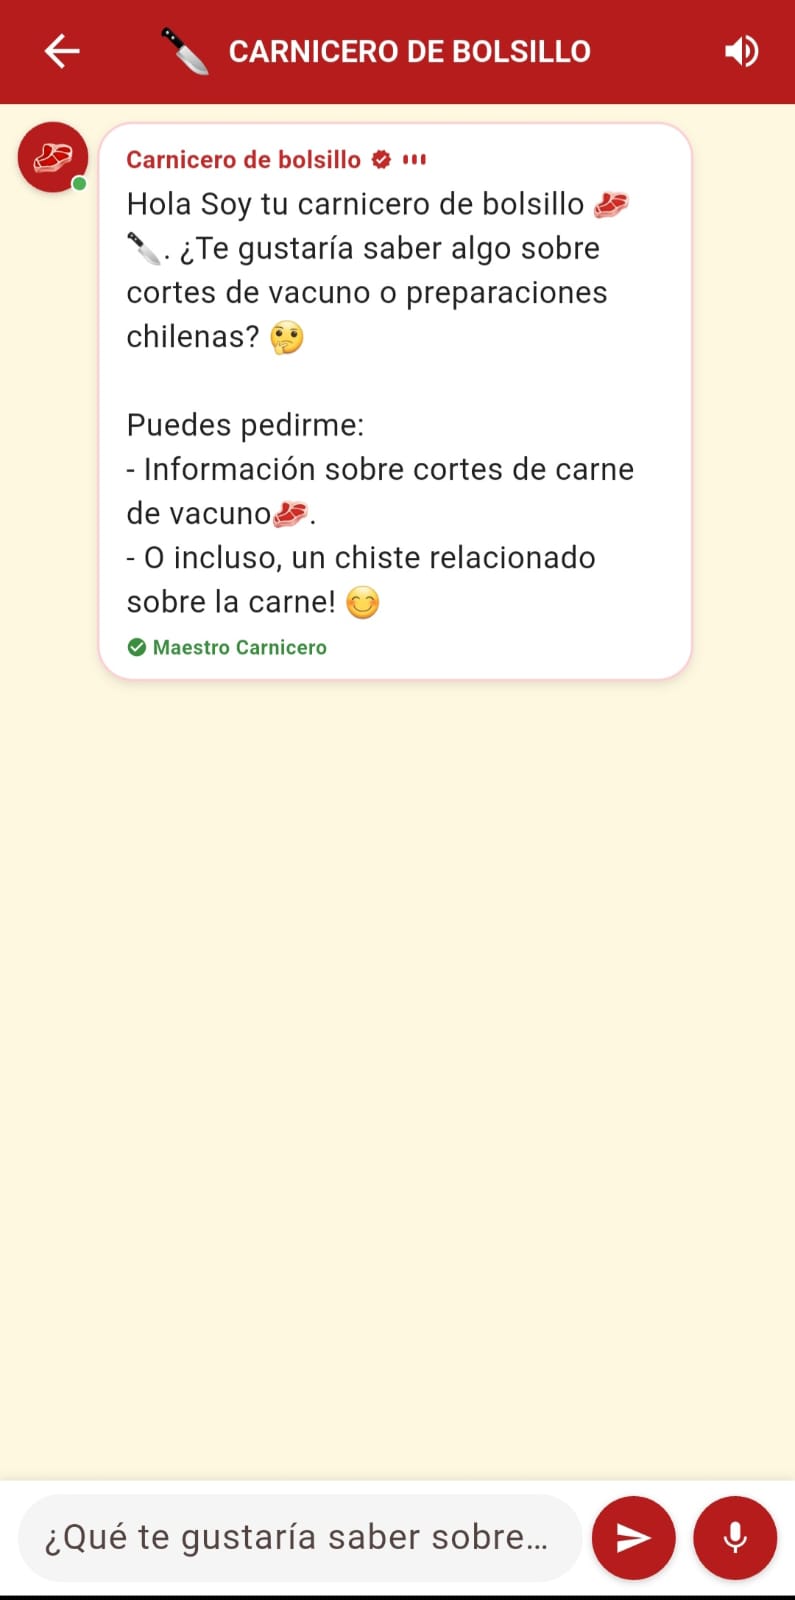 CARNICERO DE BOLSILLO
Carnicero de bolsillo
Hola Soy tu carnicero de bolsillo 🥩
🔪. ¿Te gustaría saber algo sobre
cortes de vacuno o preparaciones
chilenas? 🤔
Puedes pedirme:
- Información sobre cortes de carne
de vacuno🥩.
- O incluso, un chiste relacionado
sobre la carne! 😊
Maestro Carnicero
¿Qué te gustaría saber sobre...